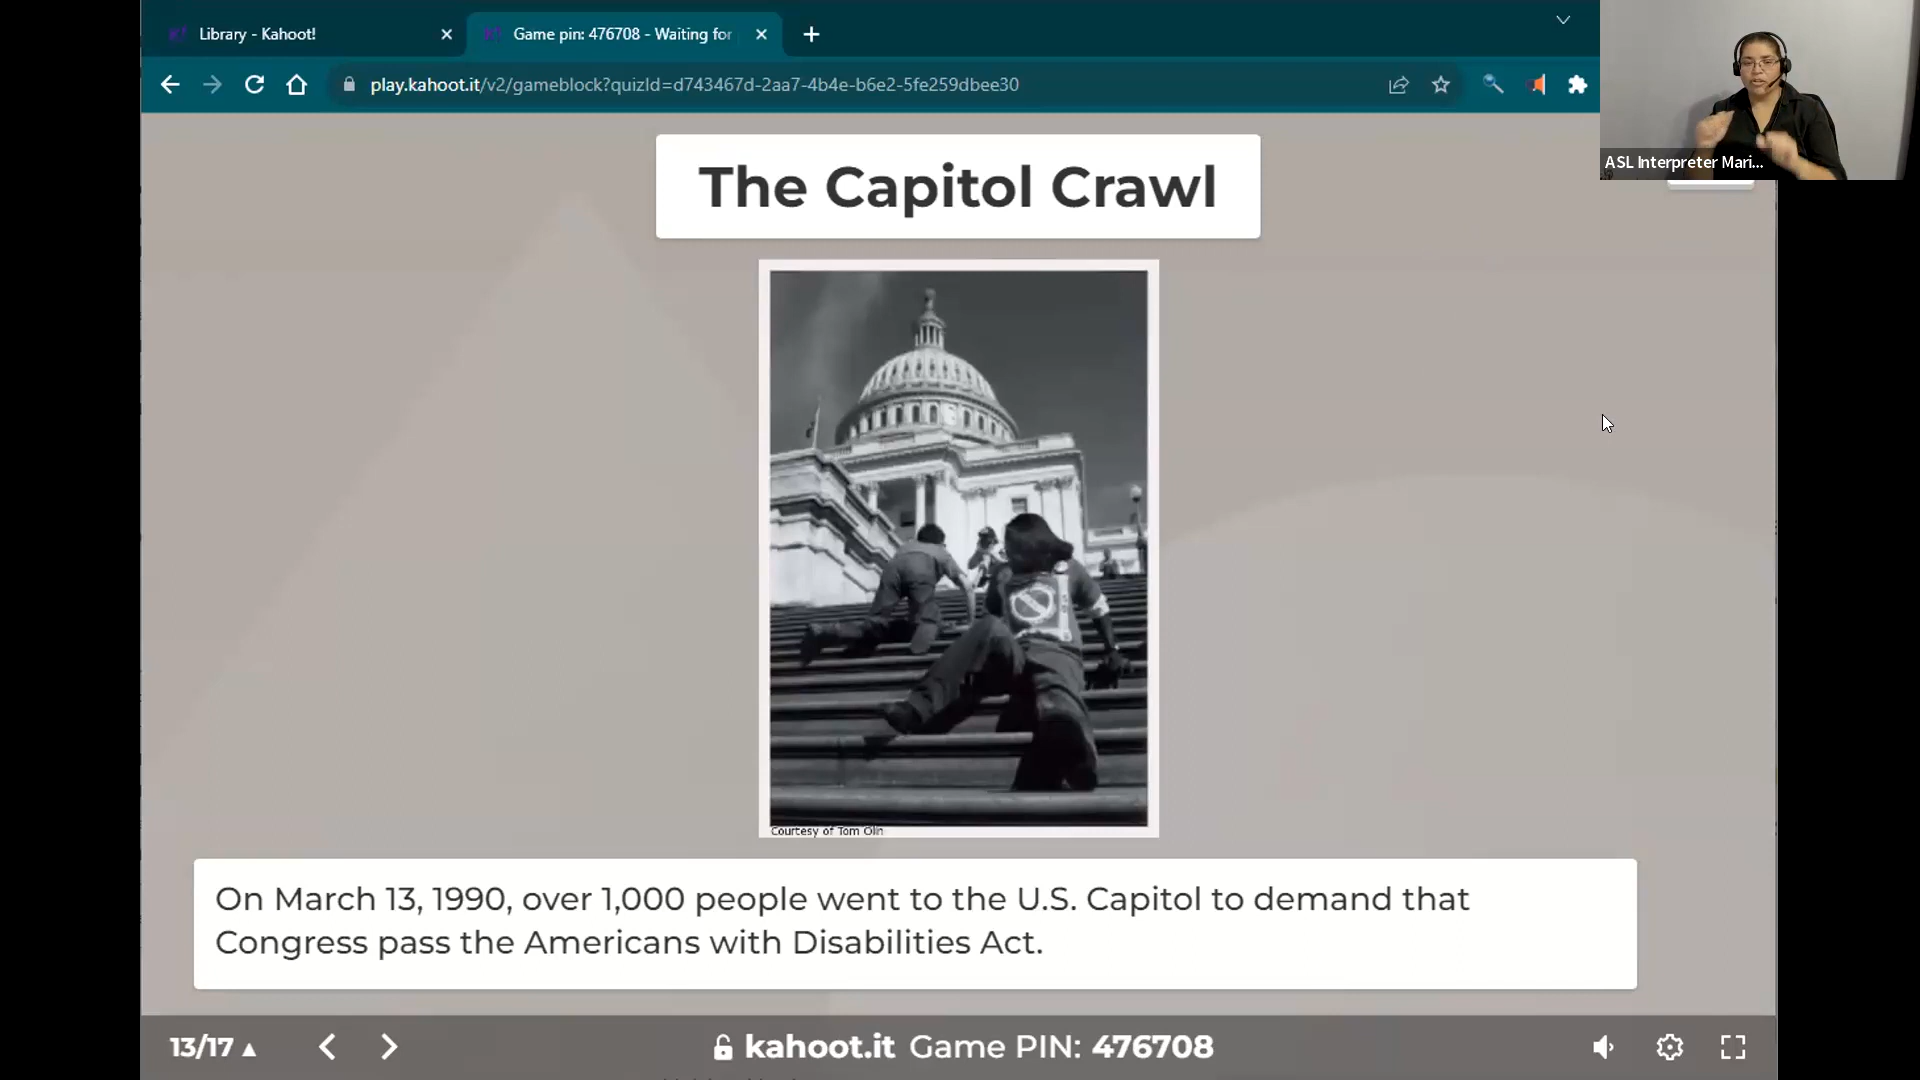 Library - Kahoot!
Game pin: 476708 - Waiting for
play.kahoot.it/v2/gameblock?quizId=d743467d-2aa7-4b4e-b6e2-5fe259dbee30
ASL Interpreter Mari...
The Capitol Crawl
Courtesy of Tom Olin
On March 13, 1990, over 1,000 people went to the U.S. Capitol to demand that
Congress pass the Americans with Disabilities Act.
13/17
kahoot.it Game PIN: 476708